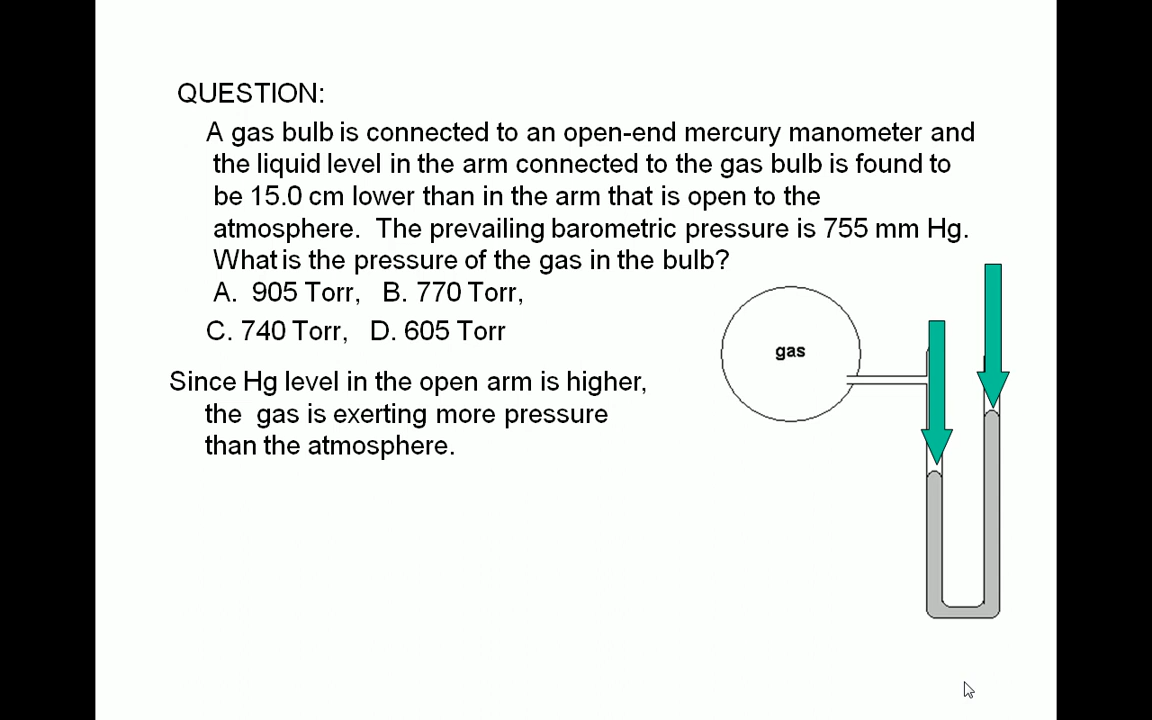 QUESTION:
A gas bulb is connected to an open-end mercury manometer and
the liquid level in the arm connected to the gas bulb is found to
be 15.0 cm lower than in the arm that is open to the
atmosphere. The prevailing barometric pressure is 755 mm Hg.
What is the pressure of the gas in the bulb?
A. 905 Torr, B. 770 Torr,
C. 740 Torr, D. 605 Torr
Since Hg level in the open arm is higher,
the gas is exerting more pressure
than the atmosphere.
gas